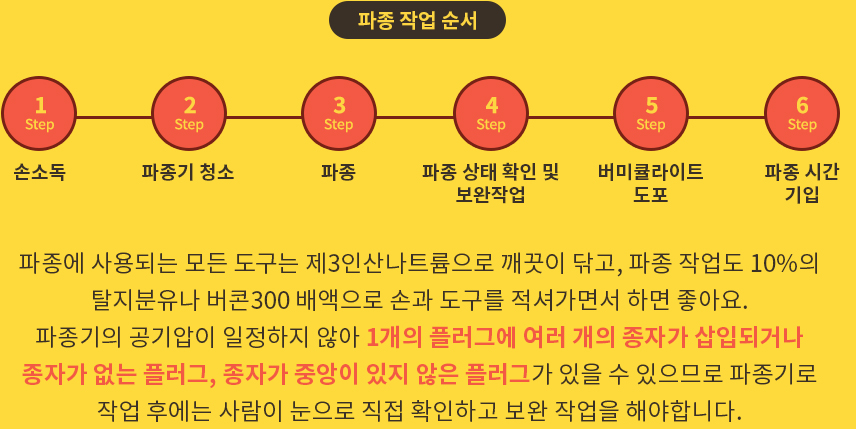 파종 작업 순서
1 2 3 4 5 6
Step Step Step Step Step Step
손소독 파종기 청소 파종 파종 상태 확인 및 버미큘라이트 파종 시간
보완작업 도포 기입
파종에 사용되는 모든 도구는 제3인산나트륨으로 깨끗이 닦고, 파종 작업도 10%의
탈지분유나 버콘300 배액으로 손과 도구를 적셔가면서 하면 좋아요.
파종기의 공기압이 일정하지 않아 1개의 플러그에 여러 개의 종자가 삽입되거나
종자가 없는 플러그, 종자가 중앙이 있지 않은 플러그가 있을 수 있으므로 파종기로
작업 후에는 사람이 눈으로 직접 확인하고 보완 작업을 해야합니다.